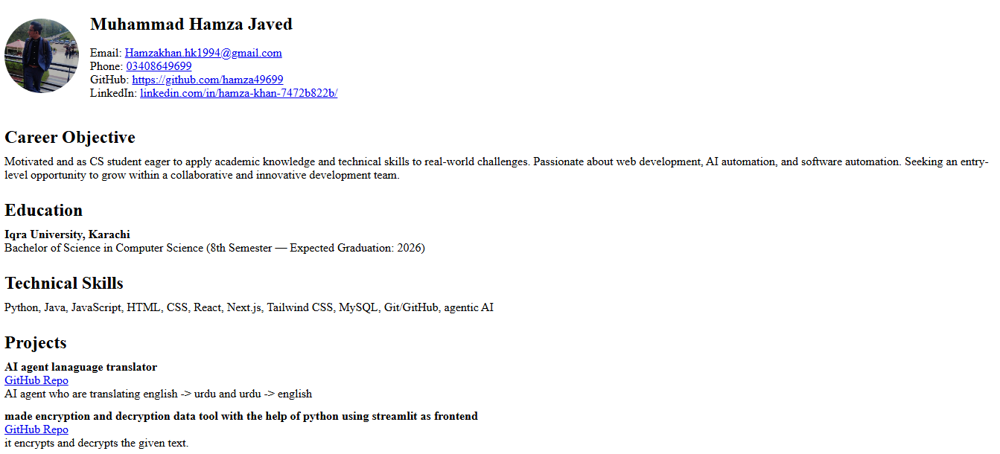 Muhammad Hamza Javed
Email: Hamzakhan.hk1994@gmail.com
Phone: 03408649699
GitHub: https://github.com/hamza49699
LinkedIn: linkedin.com/in/hamza-khan-7472b822b/
Career Objective
Motivated and as CS student eager to apply academic knowledge and technical skills to real-world challenges. Passionate about web development, AI automation, and software automation. Seeking an entry-
level opportunity to grow within a collaborative and innovative development team.
Education
Iqra University, Karachi
Bachelor of Science in Computer Science (8th Semester — Expected Graduation: 2026)
Technical Skills
Python, Java, JavaScript, HTML, CSS, React, Next.js, Tailwind CSS, MySQL, Git/GitHub, agentic AI
Projects
AI agent lanaguage translator
GitHub Repo
AI agent who are translating english -> urdu and urdu -> english
made encryption and decryption data tool with the help of python using streamlit as frontend
GitHub Repo
it encrypts and decrypts the given text.